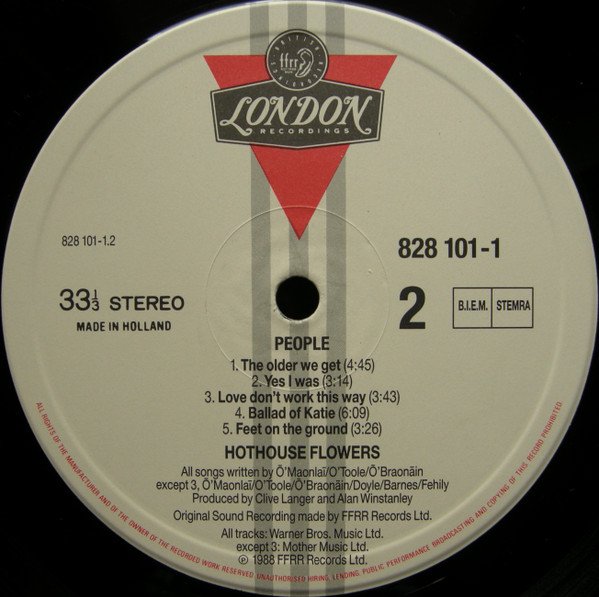 BRITISH RECORDINGS
ffrr
LONDON
RECORDINGS
828 101-1.2
828 101-1
33⅓ STEREO
MADE IN HOLLAND
2
B.I.E.M. STEMRA
PEOPLE
1. The older we get (4:45)
2. Yes I was (3:14)
3. Love don't work this way (3:43)
4. Ballad of Katie (6:09)
5. Feet on the ground (3:26)
HOTHOUSE FLOWERS
All songs written by Õ'Maonlaï/O'Toole/Õ'Braonäin
except 3, Õ'Maonlaï/O'Toole/Õ'Braonäin/Doyle/Barnes/Fehily
Produced by Clive Langer and Alan Winstanley
Original Sound Recording made by FFRR Records Ltd.
All tracks: Warner Bros. Music Ltd.
except 3: Mother Music Ltd.
℗ 1988 FFRR Records Ltd.
ALL RIGHTS OF THE MANUFACTURER AND OF THE OWNER OF THE RECORDED WORK RESERVED. UNAUTHORISED HIRING, LENDING, PUBLIC PERFORMANCE BROADCASTING AND COPYING OF THIS RECORD PROHIBITED.